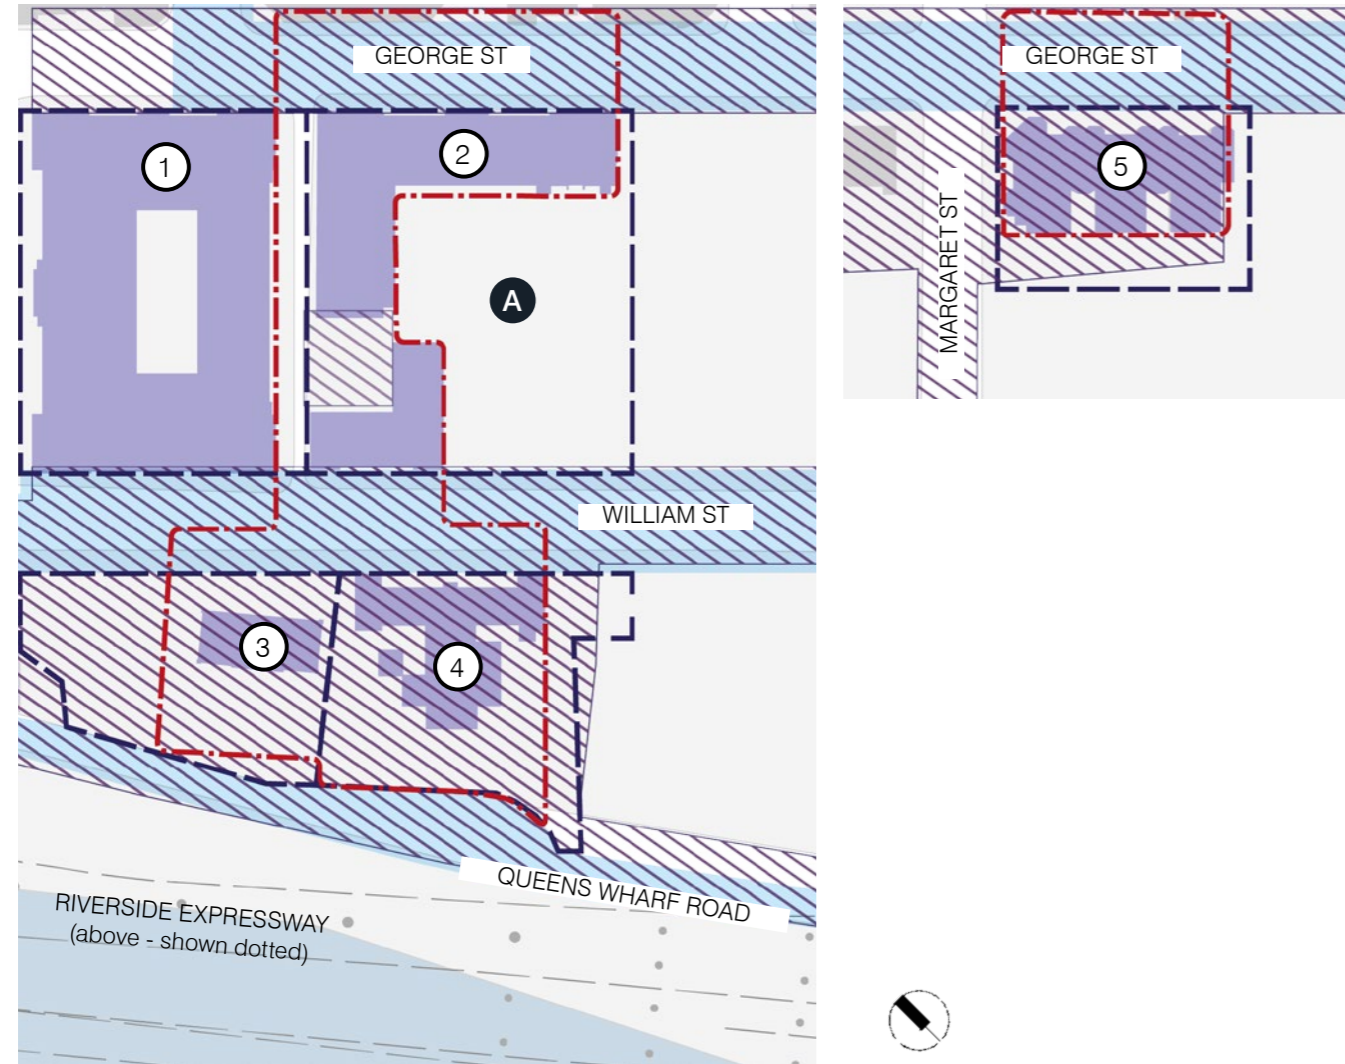 GEORGE ST
GEORGE ST
1
2
5
MARGARET ST
A
WILLIAM ST
3
4
QUEENS WHARF ROAD
RIVERSIDE EXPRESSWAY
(above - shown dotted)